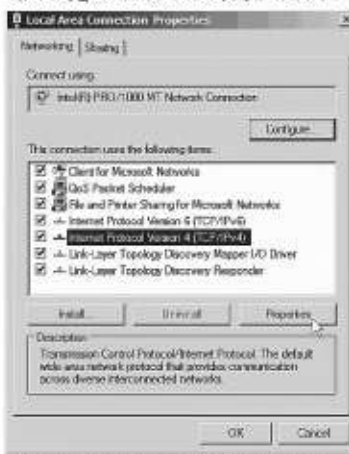 Local Area Connection Properties
Networking Sharing
Connect using:
Intel(R) PRO/1000 MT Network Connection
Configure...
This connection uses the following items:
Client for Microsoft Networks
QoS Packet Scheduler
File and Printer Sharing for Microsoft Networks
Internet Protocol Version 6 (TCP/IPv6)
Internet Protocol Version 4 (TCP/IPv4)
Link-Layer Topology Discovery Mapper I/O Driver
Link-Layer Topology Discovery Responder
Install... Uninstall Properties
Description
Transmission Control Protocol/Internet Protocol. The default
wide area network protocol that provides communication
across diverse interconnected networks.
OK Cancel